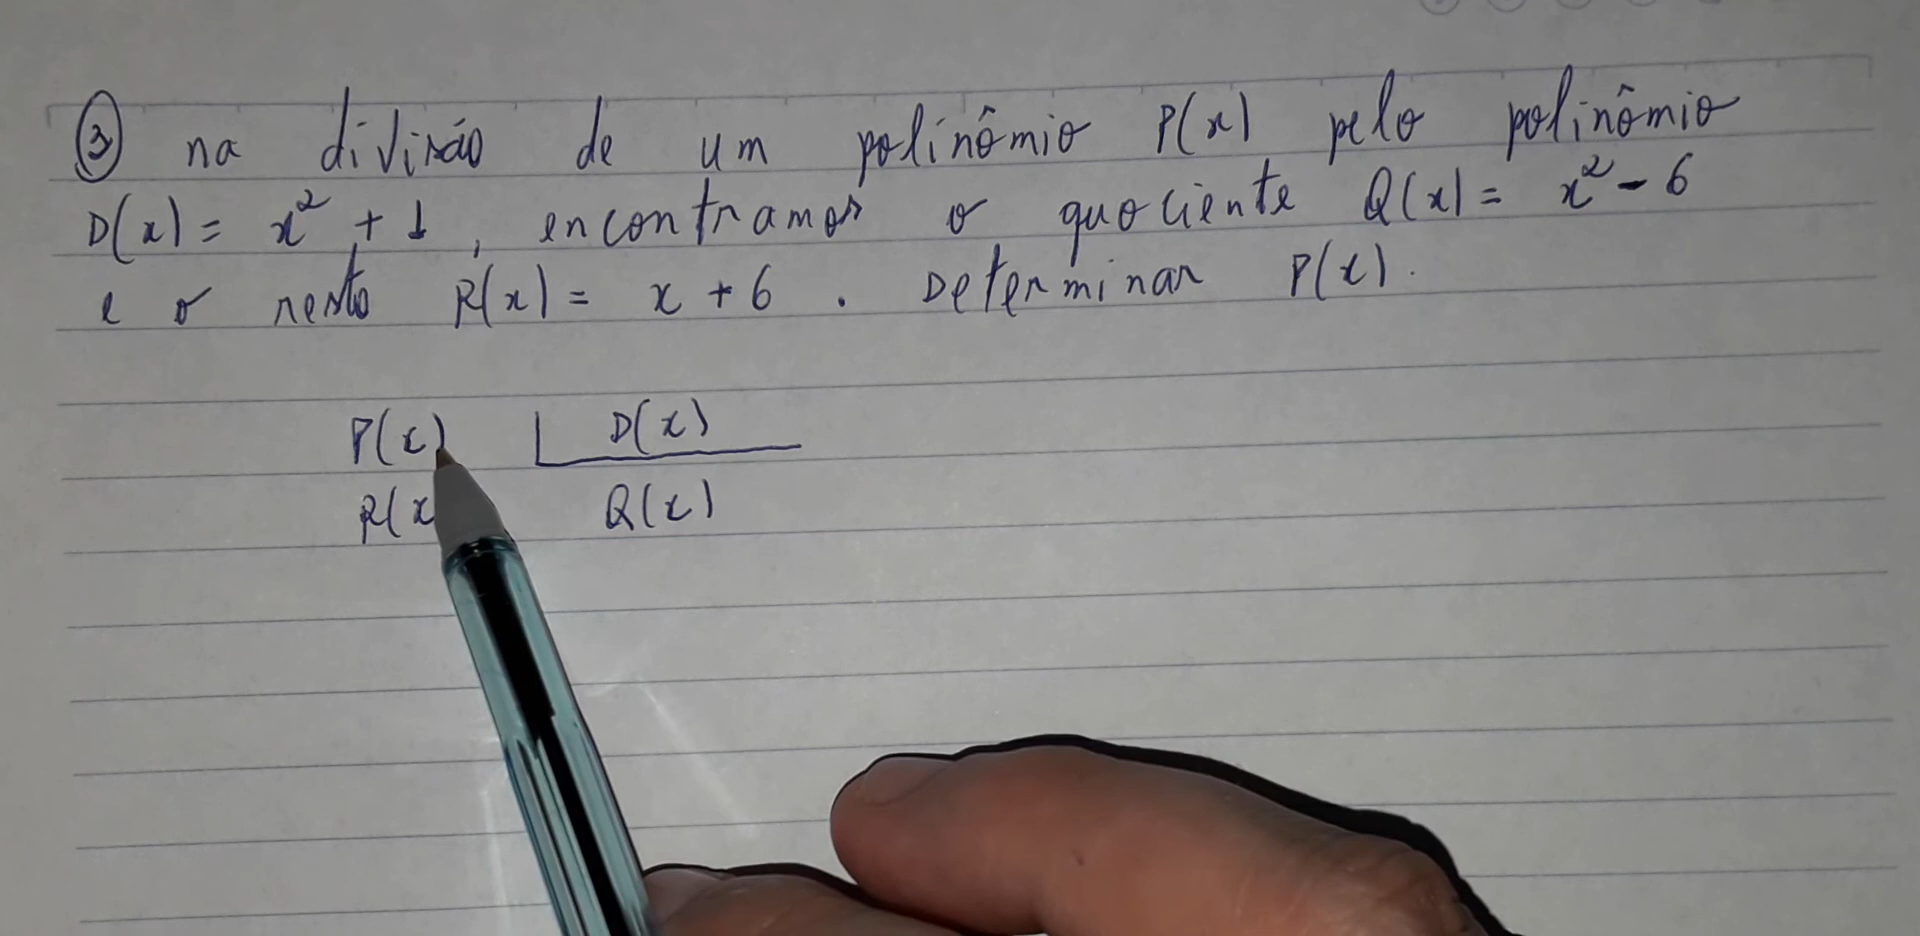 ③ na divisão de um polinômio P(x) pelo polinômio
D(x) = x² + 1, encontramos o quociente Q(x) = x² - 6
e o resto R(x) = x + 6 . Determinar P(x).
P(x) D(x)
R(x Q(x)